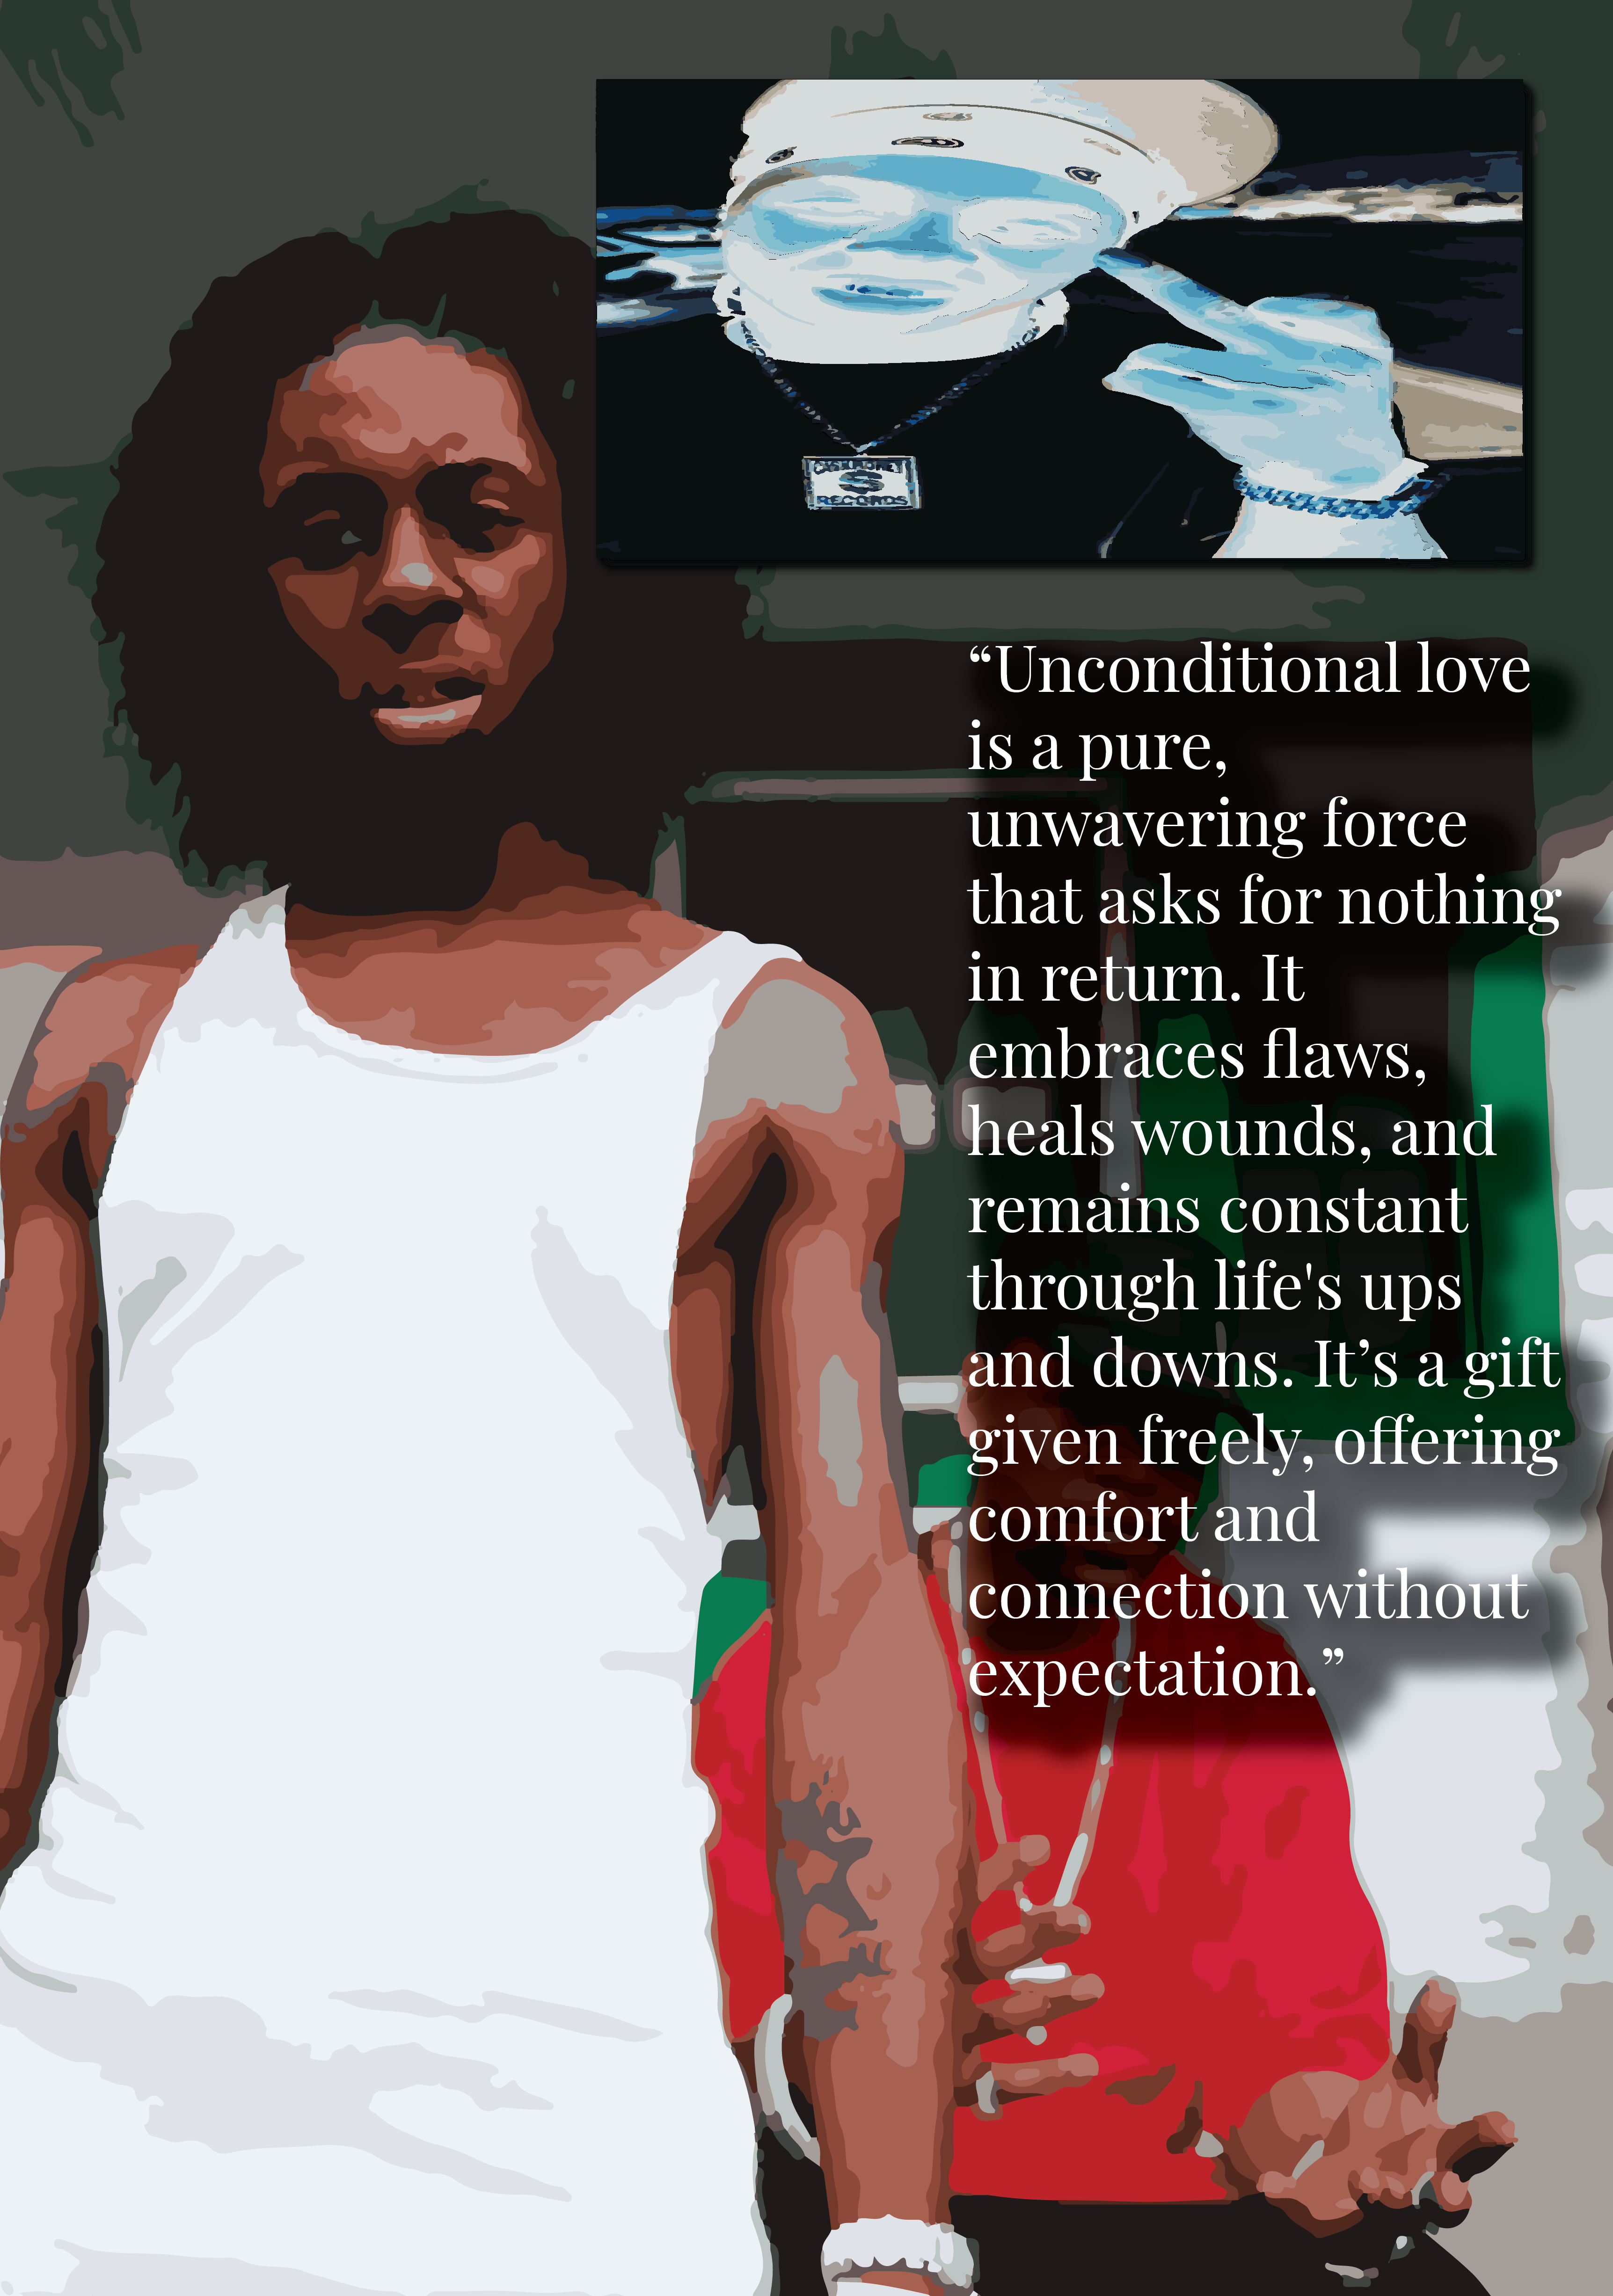 RECORDS
“Unconditional love
is a pure,
unwavering force
that asks for nothing
in return. It
embraces flaws,
heals wounds, and
remains constant
through life's ups
and downs. It’s a gift
given freely, offering
comfort and
connection without
expectation.”